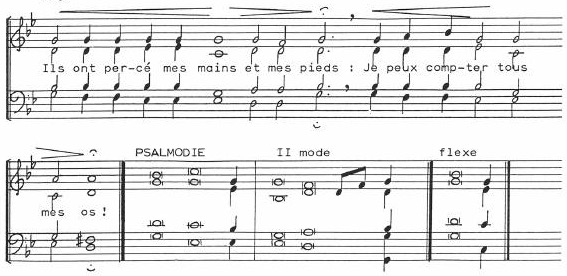 Ils ont per-cé mes mains et mes pieds : Je peux comp-ter tous
mes os!
PSALMODIE II mode flexe